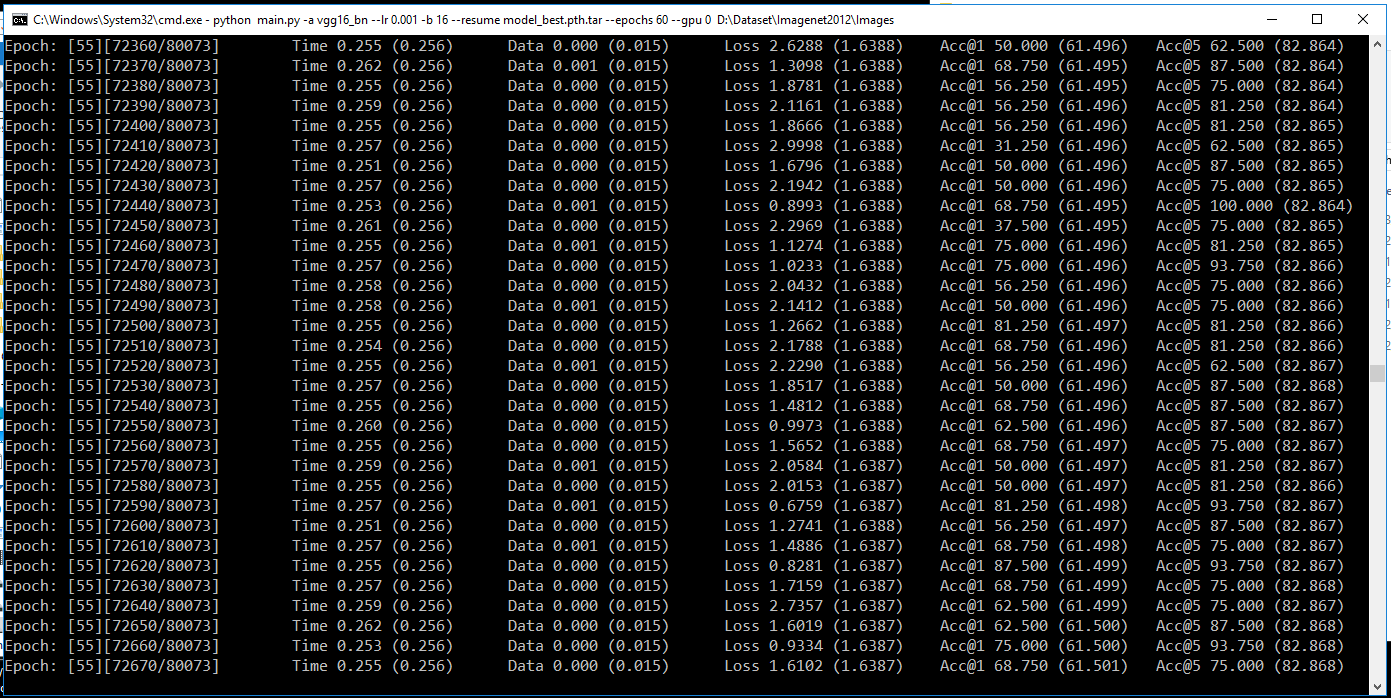 C:\Windows\System32\cmd.exe - python  main.py -a vgg16_bn --lr 0.001 -b 16 --resume model_best.pth.tar --epochs 60 --gpu 0  D:\Dataset\Imagenet2012\Images
Epoch: [55][72360/80073] Time 0.255 (0.256) Data 0.000 (0.015) Loss 2.6288 (1.6388) Acc@1 50.000 (61.496) Acc@5 62.500 (82.864)
Epoch: [55][72370/80073] Time 0.262 (0.256) Data 0.001 (0.015) Loss 1.3098 (1.6388) Acc@1 68.750 (61.495) Acc@5 87.500 (82.864)
Epoch: [55][72380/80073] Time 0.255 (0.256) Data 0.000 (0.015) Loss 1.8781 (1.6388) Acc@1 56.250 (61.495) Acc@5 75.000 (82.864)
Epoch: [55][72390/80073] Time 0.259 (0.256) Data 0.000 (0.015) Loss 2.1161 (1.6388) Acc@1 56.250 (61.495) Acc@5 81.250 (82.864)
Epoch: [55][72400/80073] Time 0.255 (0.256) Data 0.000 (0.015) Loss 1.8666 (1.6388) Acc@1 56.250 (61.496) Acc@5 81.250 (82.865)
Epoch: [55][72410/80073] Time 0.257 (0.256) Data 0.000 (0.015) Loss 2.9998 (1.6388) Acc@1 31.250 (61.496) Acc@5 62.500 (82.865)
Epoch: [55][72420/80073] Time 0.251 (0.256) Data 0.000 (0.015) Loss 1.6796 (1.6388) Acc@1 50.000 (61.496) Acc@5 87.500 (82.865)
Epoch: [55][72430/80073] Time 0.257 (0.256) Data 0.000 (0.015) Loss 2.1942 (1.6388) Acc@1 50.000 (61.496) Acc@5 75.000 (82.865)
Epoch: [55][72440/80073] Time 0.253 (0.256) Data 0.001 (0.015) Loss 0.8993 (1.6388) Acc@1 68.750 (61.495) Acc@5 100.000 (82.864)
Epoch: [55][72450/80073] Time 0.261 (0.256) Data 0.000 (0.015) Loss 2.2969 (1.6388) Acc@1 37.500 (61.495) Acc@5 75.000 (82.865)
Epoch: [55][72460/80073] Time 0.255 (0.256) Data 0.001 (0.015) Loss 1.1274 (1.6388) Acc@1 75.000 (61.496) Acc@5 81.250 (82.865)
Epoch: [55][72470/80073] Time 0.257 (0.256) Data 0.000 (0.015) Loss 1.0233 (1.6388) Acc@1 75.000 (61.496) Acc@5 93.750 (82.866)
Epoch: [55][72480/80073] Time 0.258 (0.256) Data 0.000 (0.015) Loss 2.0432 (1.6388) Acc@1 56.250 (61.496) Acc@5 75.000 (82.866)
Epoch: [55][72490/80073] Time 0.258 (0.256) Data 0.001 (0.015) Loss 2.1412 (1.6388) Acc@1 50.000 (61.496) Acc@5 75.000 (82.866)
Epoch: [55][72500/80073] Time 0.255 (0.256) Data 0.000 (0.015) Loss 1.2662 (1.6388) Acc@1 81.250 (61.497) Acc@5 81.250 (82.866)
Epoch: [55][72510/80073] Time 0.254 (0.256) Data 0.000 (0.015) Loss 2.1788 (1.6388) Acc@1 68.750 (61.496) Acc@5 81.250 (82.866)
Epoch: [55][72520/80073] Time 0.255 (0.256) Data 0.001 (0.015) Loss 2.2290 (1.6388) Acc@1 56.250 (61.496) Acc@5 62.500 (82.867)
Epoch: [55][72530/80073] Time 0.257 (0.256) Data 0.000 (0.015) Loss 1.8517 (1.6388) Acc@1 50.000 (61.496) Acc@5 87.500 (82.868)
Epoch: [55][72540/80073] Time 0.255 (0.256) Data 0.000 (0.015) Loss 1.4812 (1.6388) Acc@1 68.750 (61.496) Acc@5 87.500 (82.867)
Epoch: [55][72550/80073] Time 0.260 (0.256) Data 0.000 (0.015) Loss 0.9973 (1.6388) Acc@1 62.500 (61.496) Acc@5 87.500 (82.867)
Epoch: [55][72560/80073] Time 0.255 (0.256) Data 0.000 (0.015) Loss 1.5652 (1.6388) Acc@1 68.750 (61.497) Acc@5 75.000 (82.867)
Epoch: [55][72570/80073] Time 0.259 (0.256) Data 0.001 (0.015) Loss 2.0584 (1.6387) Acc@1 50.000 (61.497) Acc@5 81.250 (82.867)
Epoch: [55][72580/80073] Time 0.255 (0.256) Data 0.000 (0.015) Loss 2.0153 (1.6387) Acc@1 50.000 (61.497) Acc@5 81.250 (82.866)
Epoch: [55][72590/80073] Time 0.257 (0.256) Data 0.001 (0.015) Loss 0.6759 (1.6387) Acc@1 81.250 (61.498) Acc@5 93.750 (82.867)
Epoch: [55][72600/80073] Time 0.251 (0.256) Data 0.000 (0.015) Loss 1.2741 (1.6388) Acc@1 56.250 (61.497) Acc@5 87.500 (82.867)
Epoch: [55][72610/80073] Time 0.257 (0.256) Data 0.001 (0.015) Loss 1.4886 (1.6387) Acc@1 68.750 (61.498) Acc@5 75.000 (82.867)
Epoch: [55][72620/80073] Time 0.255 (0.256) Data 0.000 (0.015) Loss 0.8281 (1.6387) Acc@1 87.500 (61.499) Acc@5 93.750 (82.867)
Epoch: [55][72630/80073] Time 0.257 (0.256) Data 0.000 (0.015) Loss 1.7159 (1.6387) Acc@1 68.750 (61.499) Acc@5 75.000 (82.868)
Epoch: [55][72640/80073] Time 0.259 (0.256) Data 0.000 (0.015) Loss 2.7357 (1.6387) Acc@1 62.500 (61.499) Acc@5 75.000 (82.867)
Epoch: [55][72650/80073] Time 0.262 (0.256) Data 0.000 (0.015) Loss 1.6019 (1.6387) Acc@1 62.500 (61.500) Acc@5 87.500 (82.868)
Epoch: [55][72660/80073] Time 0.253 (0.256) Data 0.000 (0.015) Loss 0.9334 (1.6387) Acc@1 75.000 (61.500) Acc@5 93.750 (82.868)
Epoch: [55][72670/80073] Time 0.255 (0.256) Data 0.000 (0.015) Loss 1.6102 (1.6387) Acc@1 68.750 (61.501) Acc@5 75.000 (82.868)